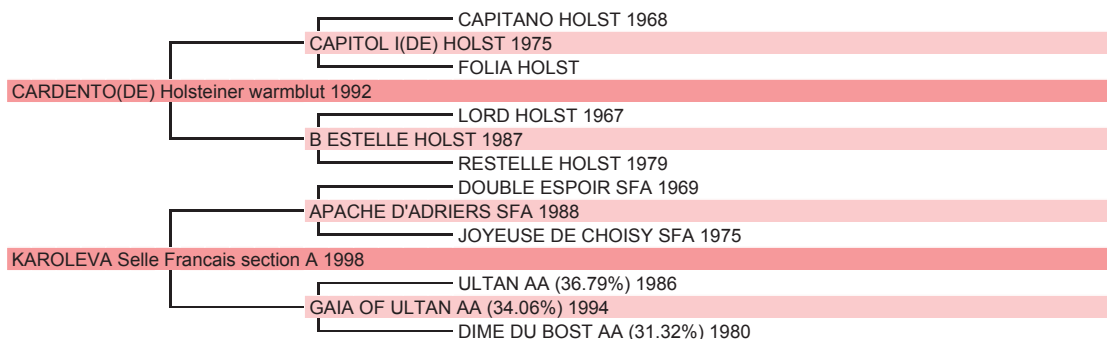 CAPITANO HOLST 1968
CAPITOL I(DE) HOLST 1975
FOLIA HOLST
CARDENTO(DE) Holsteiner warmblut 1992
LORD HOLST 1967
B ESTELLE HOLST 1987
RESTELLE HOLST 1979
DOUBLE ESPOIR SFA 1969
APACHE D'ADRIERS SFA 1988
JOYEUSE DE CHOISY SFA 1975
KAROLEVA Selle Francais section A 1998
ULTAN AA (36.79%) 1986
GAIA OF ULTAN AA (34.06%) 1994
DIME DU BOST AA (31.32%) 1980